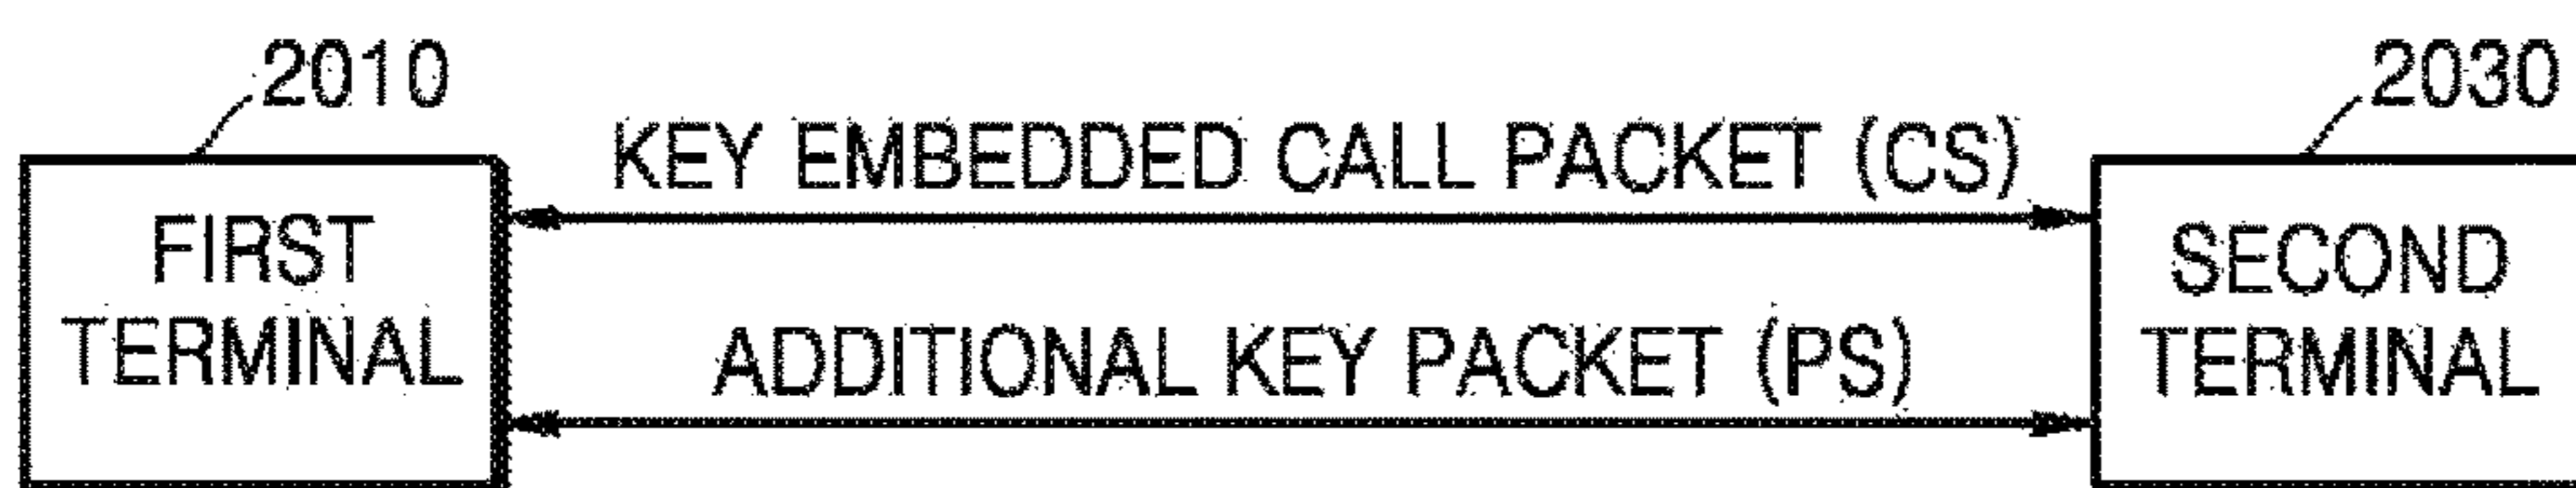 2010
2030
KEY EMBEDDED CALL PACKET (CS)
FIRST
TERMINAL
SECOND
TERMINAL
ADDITIONAL KEY PACKET (PS)